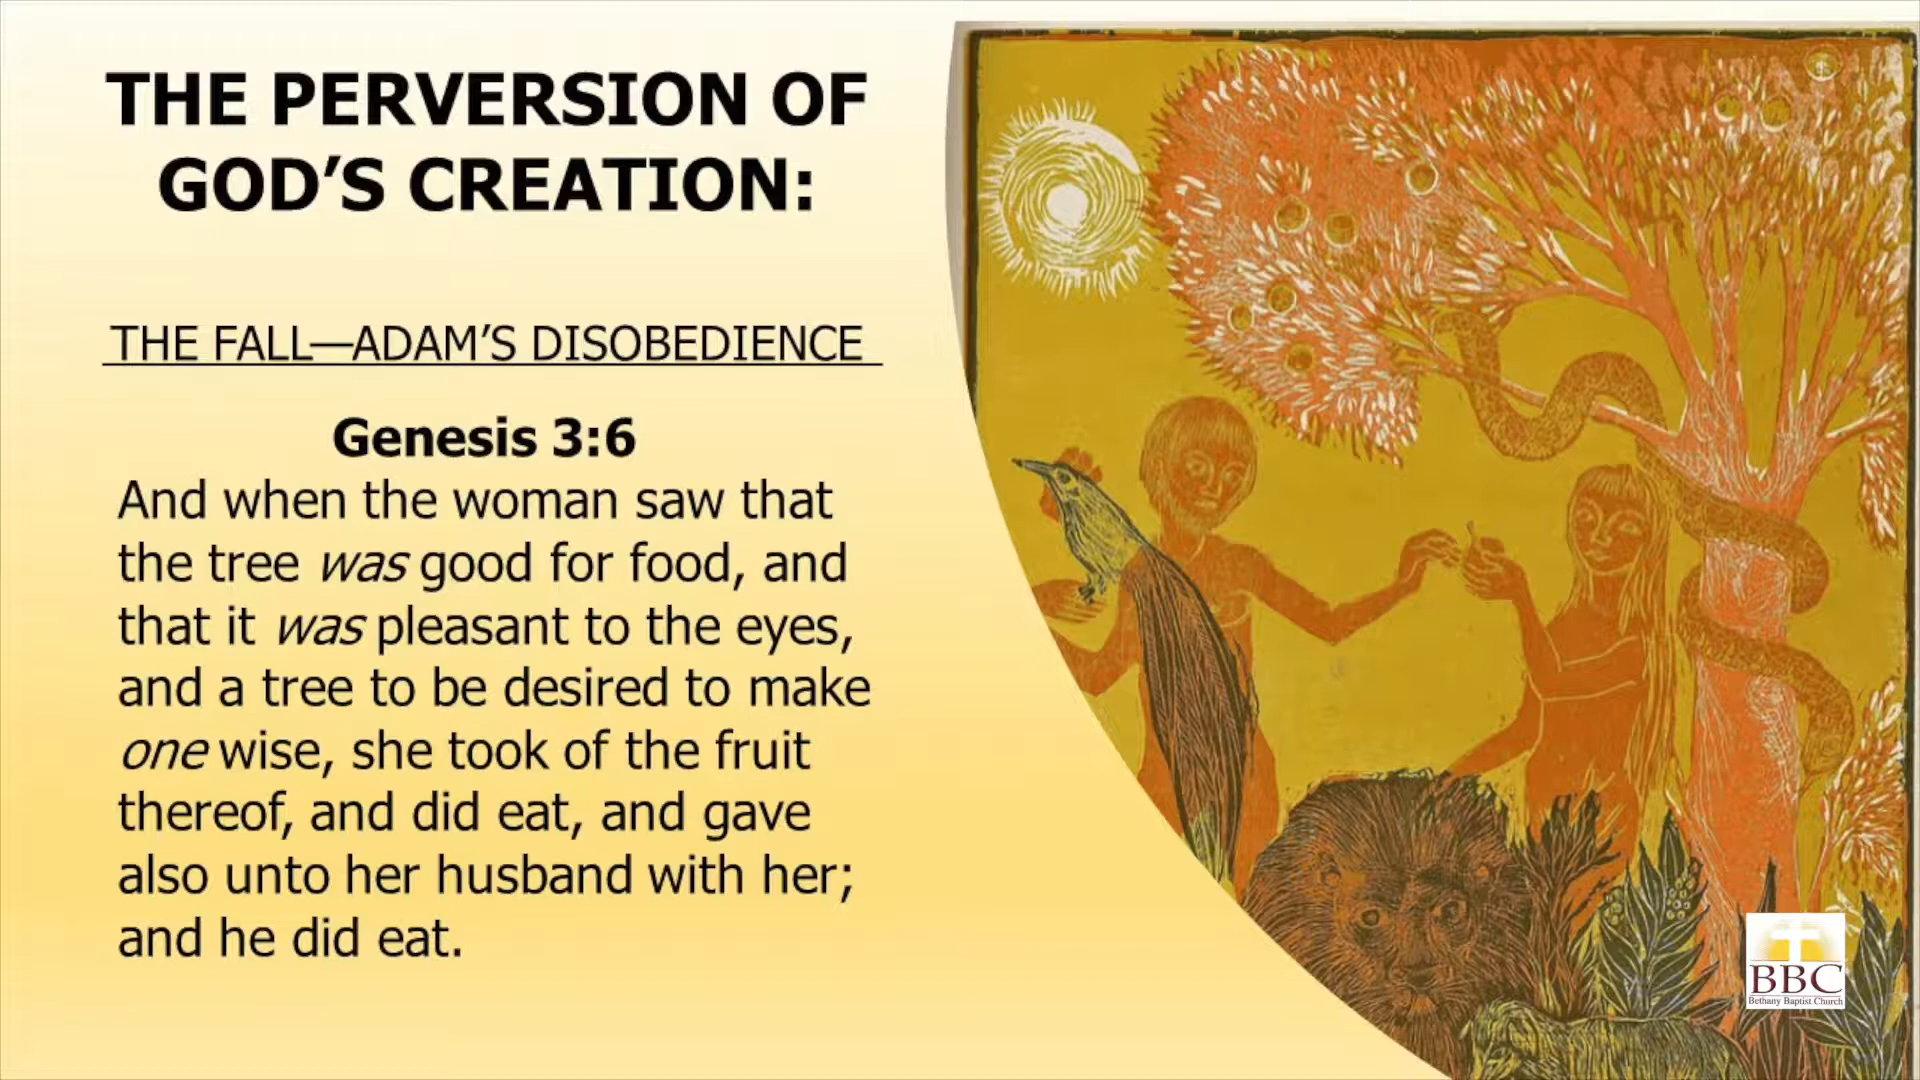 THE PERVERSION OF
GOD’S CREATION:
THE FALL—ADAM’S DISOBEDIENCE
Genesis 3:6
And when the woman saw that
the tree was good for food, and
that it was pleasant to the eyes,
and a tree to be desired to make
one wise, she took of the fruit
thereof, and did eat, and gave
also unto her husband with her;
and he did eat.
BBC
Bethany Baptist Church